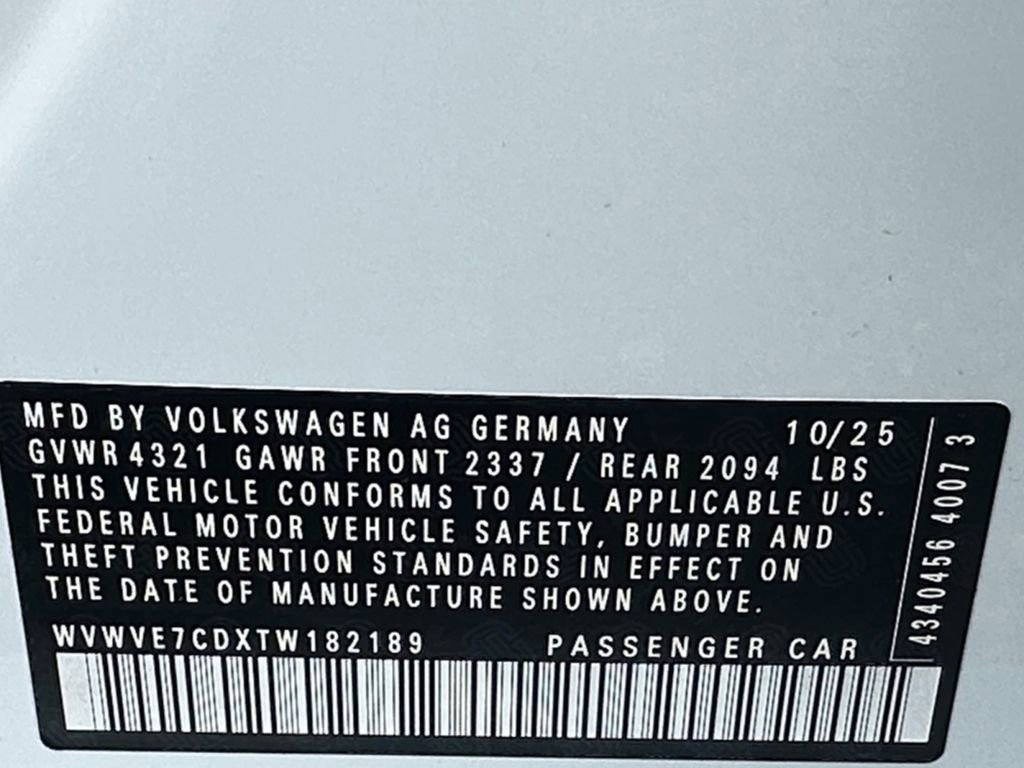 MFD BY VOLKSWAGEN AG GERMANY 10/25
GVWR 4321 GAWR FRONT 2337 / REAR 2094 LBS
THIS VEHICLE CONFORMS TO ALL APPLICABLE U.S.
FEDERAL MOTOR VEHICLE SAFETY, BUMPER AND
THEFT PREVENTION STANDARDS IN EFFECT ON
THE DATE OF MANUFACTURE SHOWN ABOVE.
WVWVE7CDXTW182189 PASSENGER CAR
4340456 4007 3